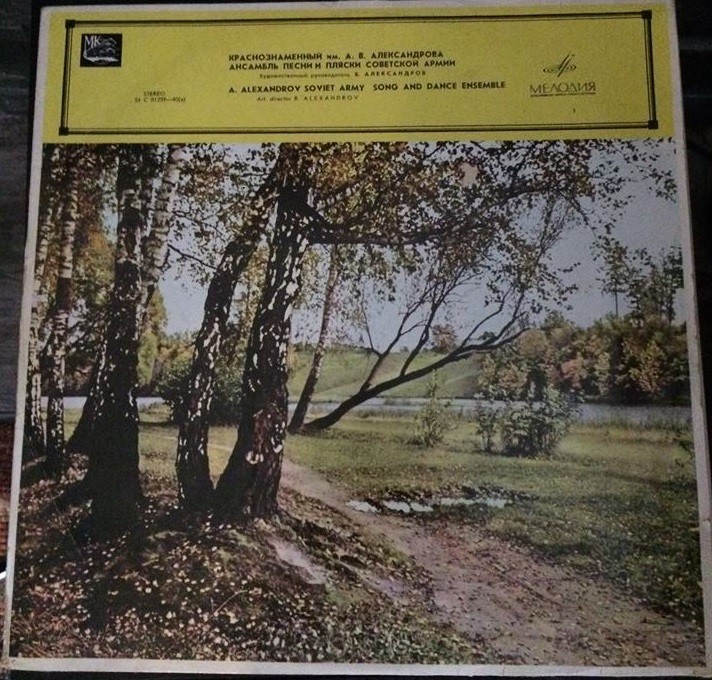 МК
КРАСНОЗНАМЕННЫЙ им. А. В. АЛЕКСАНДРОВА
АНСАМБЛЬ ПЕСНИ И ПЛЯСКИ СОВЕТСКОЙ АРМИИ
Художественный руководитель Б. АЛЕКСАНДРОВ
STEREO
A. ALEXANDROV SOVIET ARMY SONG AND DANCE ENSEMBLE
Art. director B. ALEXANDROV
МЕЛОДИЯ